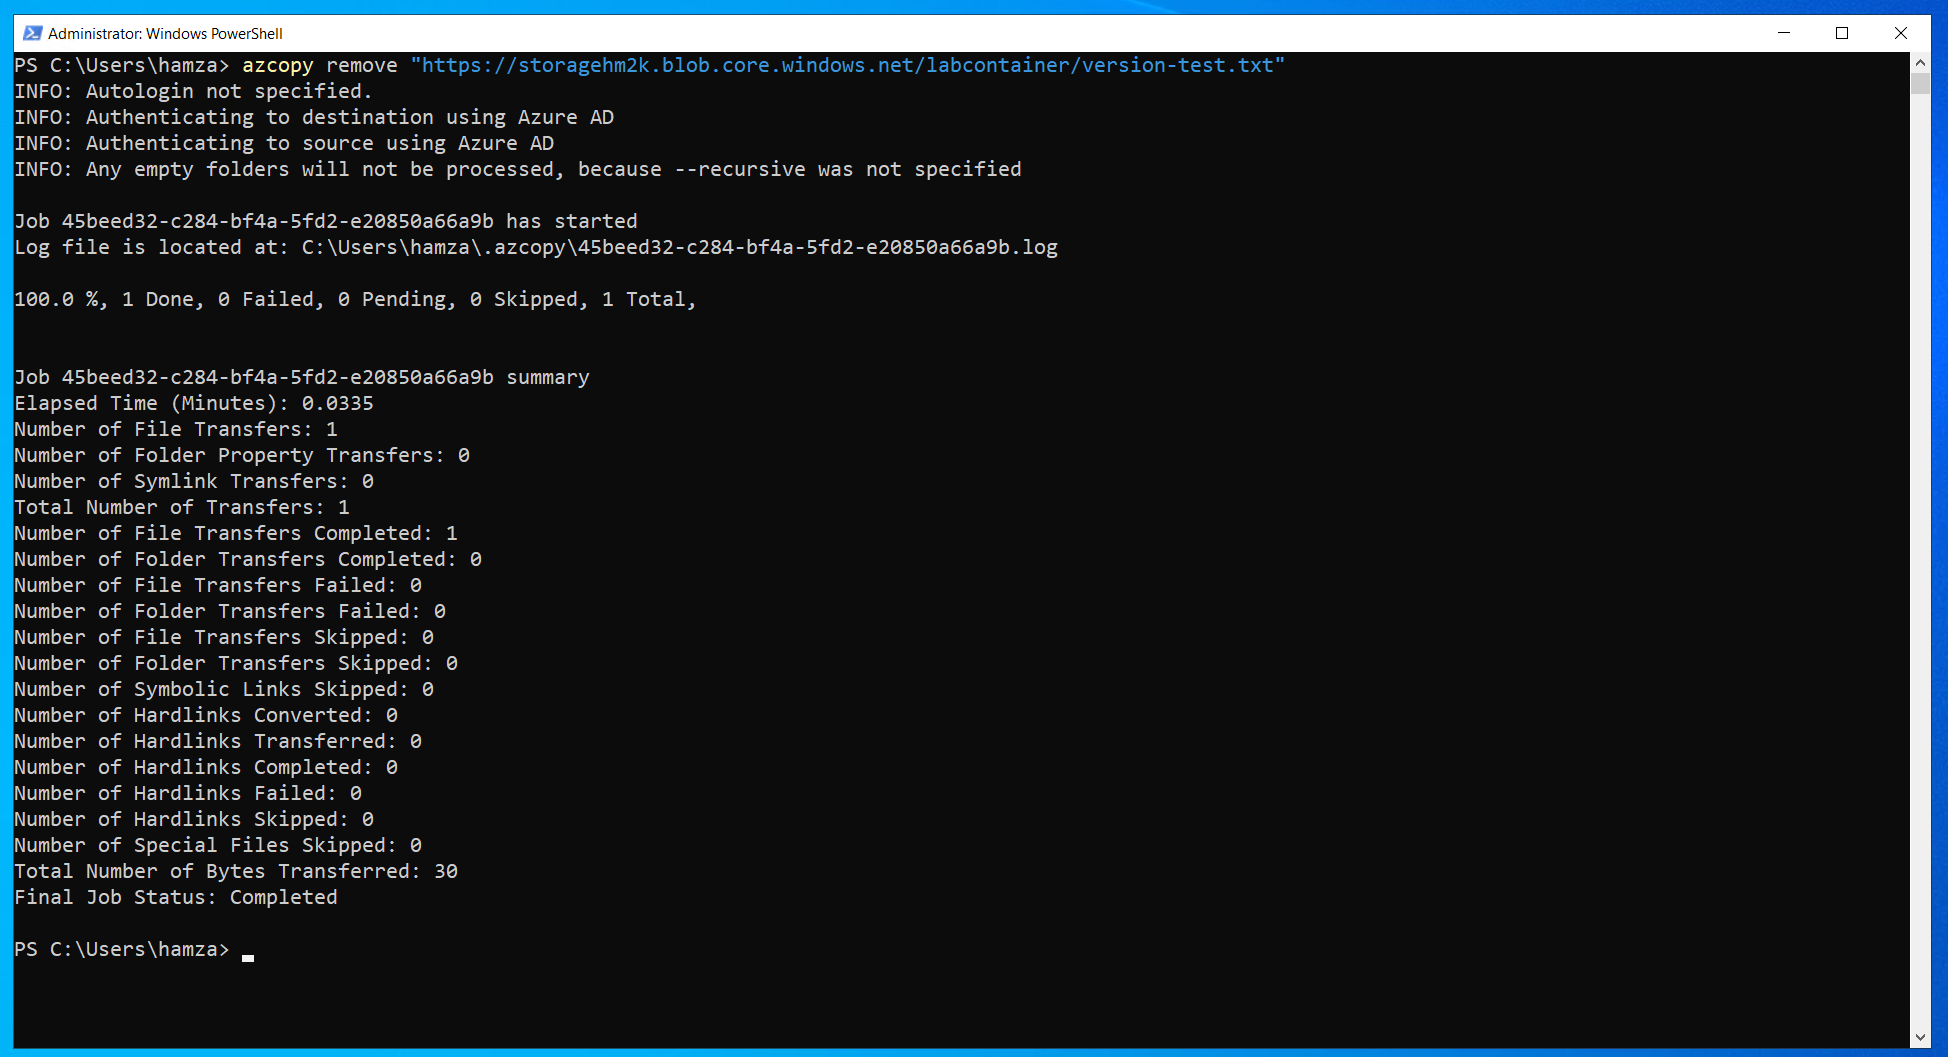 Administrator: Windows PowerShell
PS C:\Users\hamza> azcopy remove "https://storagehm2k.blob.core.windows.net/labcontainer/version-test.txt"
INFO: Autologin not specified.
INFO: Authenticating to destination using Azure AD
INFO: Authenticating to source using Azure AD
INFO: Any empty folders will not be processed, because --recursive was not specified
Job 45beed32-c284-bf4a-5fd2-e20850a66a9b has started
Log file is located at: C:\Users\hamza\.azcopy\45beed32-c284-bf4a-5fd2-e20850a66a9b.log
100.0 %, 1 Done, 0 Failed, 0 Pending, 0 Skipped, 1 Total,
Job 45beed32-c284-bf4a-5fd2-e20850a66a9b summary
Elapsed Time (Minutes): 0.0335
Number of File Transfers: 1
Number of Folder Property Transfers: 0
Number of Symlink Transfers: 0
Total Number of Transfers: 1
Number of File Transfers Completed: 1
Number of Folder Transfers Completed: 0
Number of File Transfers Failed: 0
Number of Folder Transfers Failed: 0
Number of File Transfers Skipped: 0
Number of Folder Transfers Skipped: 0
Number of Symbolic Links Skipped: 0
Number of Hardlinks Converted: 0
Number of Hardlinks Transferred: 0
Number of Hardlinks Completed: 0
Number of Hardlinks Failed: 0
Number of Hardlinks Skipped: 0
Number of Special Files Skipped: 0
Total Number of Bytes Transferred: 30
Final Job Status: Completed
PS C:\Users\hamza>